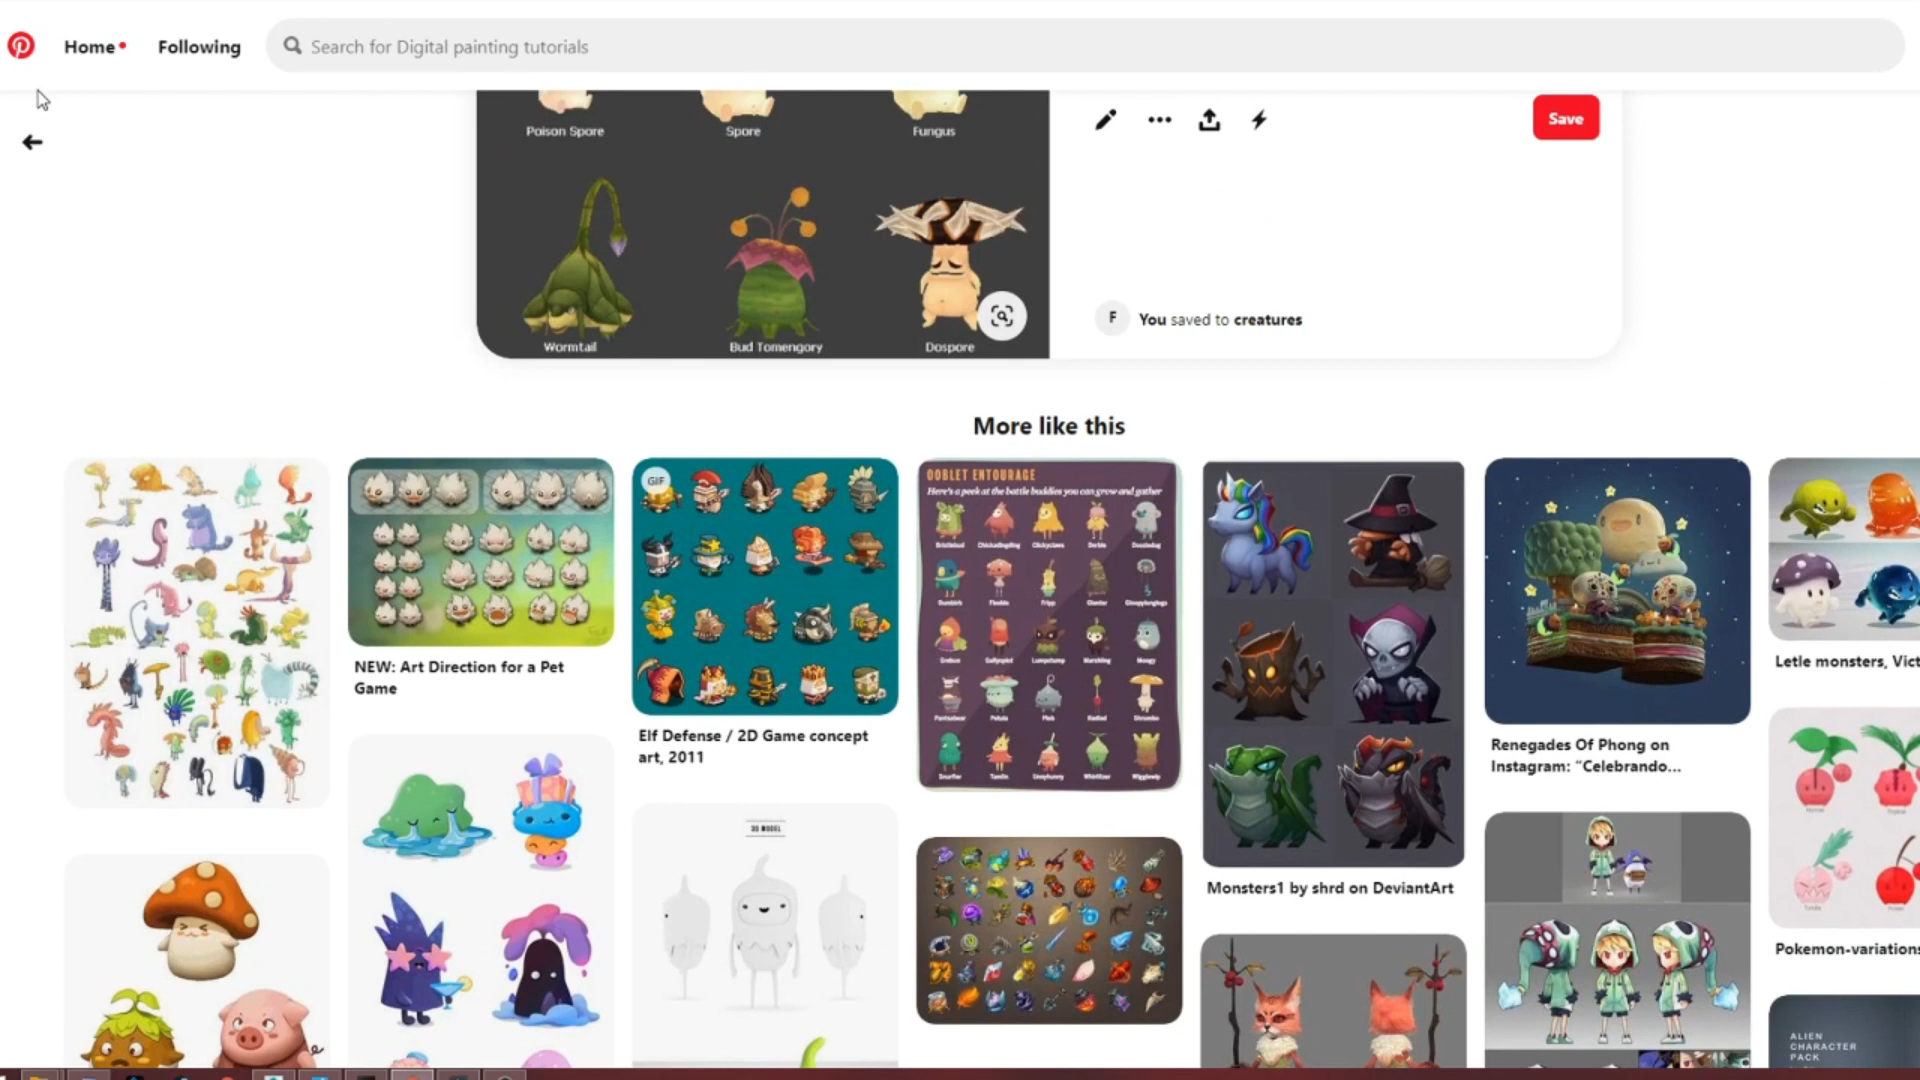 Home
Following
Search for Digital painting tutorials
Poison Spore
Spore
Fungus
Save
Wormtail
Bud Tomengory
Dospore
F
You saved to creatures
More like this
GIF
OOBLET ENTOURAGE
Here's a peek at the battle buddies you can grow and gather
NEW: Art Direction for a Pet
Game
Elf Defense / 2D Game concept
art, 2011
3D MODEL
Monsters1 by shrd on DeviantArt
Renegades Of Phong on
Instagram: “Celebrando...
Letle monsters, Vict
Pokemon-variations
ALIEN
CHARACTER
PACK